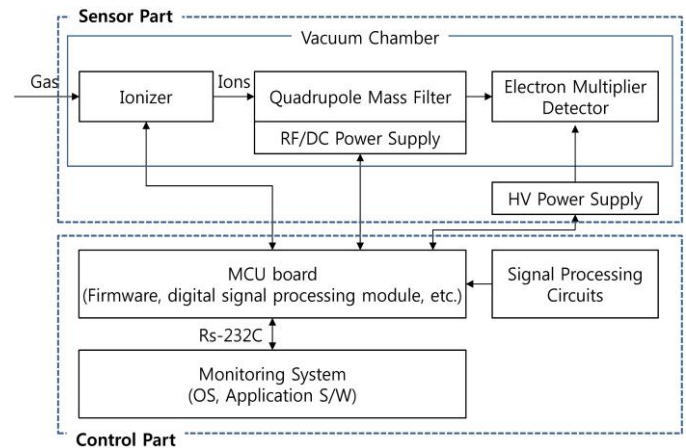 Sensor Part
Vacuum Chamber
Gas
Ionizer
Ions
Quadrupole Mass Filter
RF/DC Power Supply
Electron Multiplier
Detector
HV Power Supply
MCU board
(Firmware, digital signal processing module, etc.)
Signal Processing
Circuits
Rs-232C
Monitoring System
(OS, Application S/W)
Control Part